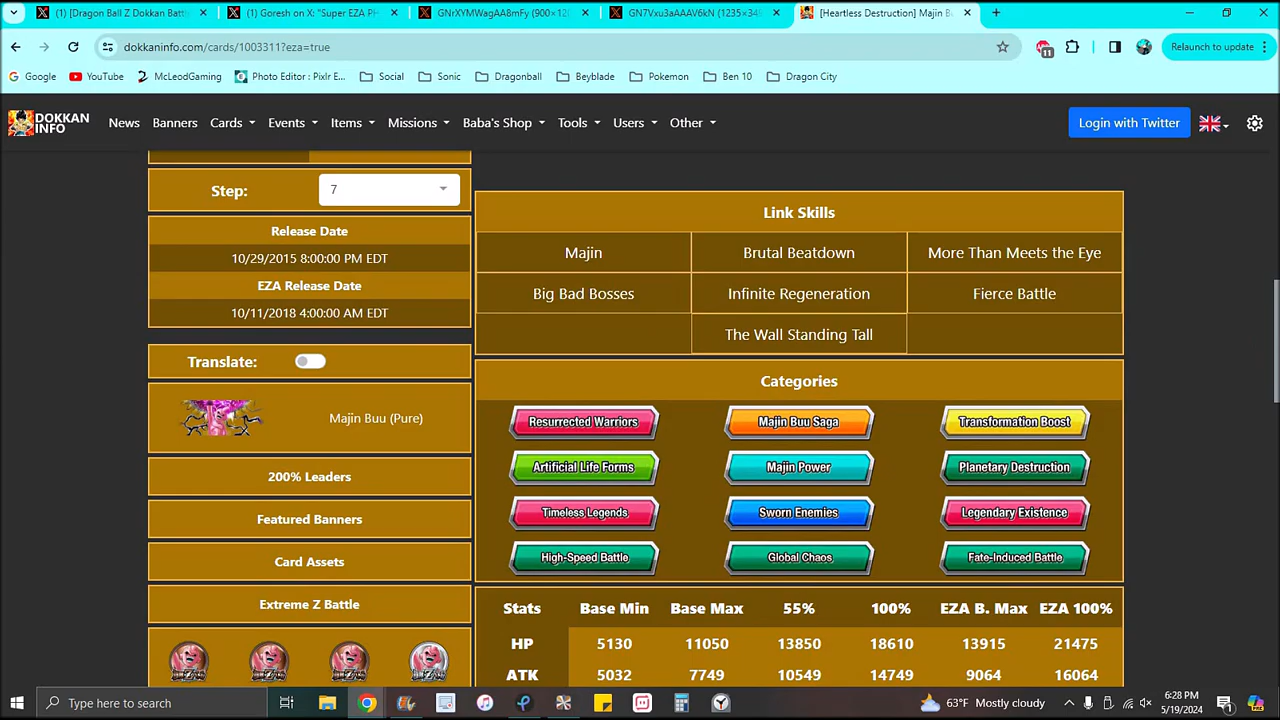 (1) [Dragon Ball Z Dokkan Battl
(1) Goresh on X: "Super EZA PH
GNrXYMWagAA8mFy (900×12
GN7Vxu3aAAAV6kN (1235×34
[Heartless Destruction] Majin B
dokkaninfo.com/cards/1003311?eza=true
11
Relaunch to update
Google
YouTube
McLeodGaming
Photo Editor : Pixlr E...
Social
Sonic
Dragonball
Beyblade
Pokemon
Ben 10
Dragon City
DOKKAN INFO
News
Banners
Cards
Events
Items
Missions
Baba's Shop
Tools
Users
Other
Login with Twitter
Step:
7
Release Date
10/29/2015 8:00:00 PM EDT
EZA Release Date
10/11/2018 4:00:00 AM EDT
Translate:
Majin Buu (Pure)
200% Leaders
Featured Banners
Card Assets
Extreme Z Battle
Link Skills
Majin Brutal Beatdown More Than Meets the Eye
Big Bad Bosses Infinite Regeneration Fierce Battle
The Wall Standing Tall
Categories
Resurrected Warriors Majin Buu Saga Transformation Boost
Artificial Life Forms Majin Power Planetary Destruction
Timeless Legends Sworn Enemies Legendary Existence
High-Speed Battle Global Chaos Fate-Induced Battle
Stats Base Min Base Max 55% 100% EZA B. Max EZA 100%
HP 5130 11050 13850 18610 13915 21475
ATK 5032 7749 10549 14749 9064 16064
Type here to search
63°F Mostly cloudy
6:28 PM
5/19/2024